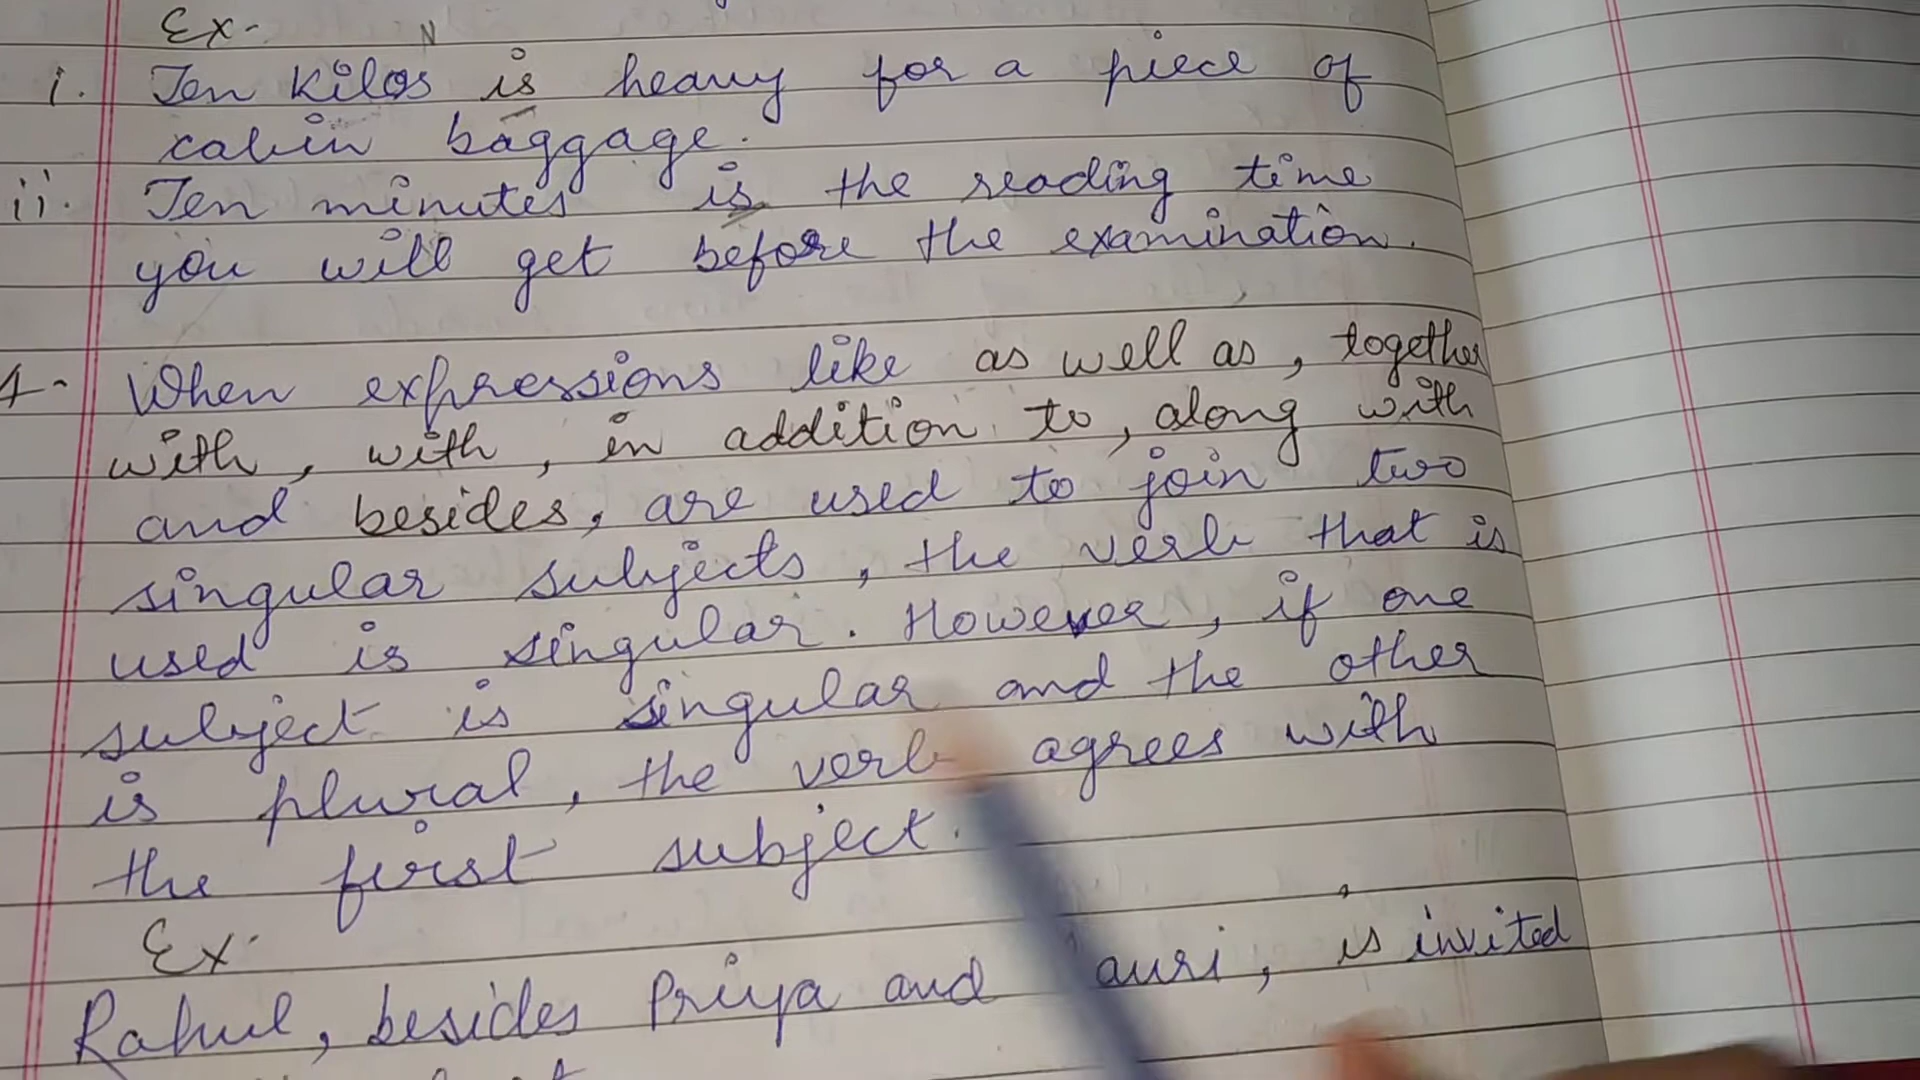 Ex-
N
i. Ten kilos is heavy for a piece of
cabin baggage.
ii. Ten minutes is the reading time
you will get before the examination.
4- When expressions like as well as, together
with, with, in addition to, along with
and besides, are used to join two
singular subjects, the verb that is
used is singular. However, if one
subject is singular and the other
is plural, the verb agrees with
the first subject.
Ex-
Rahul, besides Priya and auri, is invited